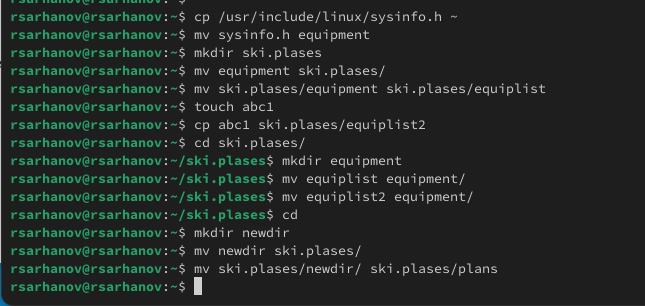 rsarhanov@rsarhanov:~$ cp /usr/include/linux/sysinfo.h ~
rsarhanov@rsarhanov:~$ mv sysinfo.h equipment
rsarhanov@rsarhanov:~$ mkdir ski.plases
rsarhanov@rsarhanov:~$ mv equipment ski.plases/
rsarhanov@rsarhanov:~$ mv ski.plases/equipment ski.plases/equiplist
rsarhanov@rsarhanov:~$ touch abc1
rsarhanov@rsarhanov:~$ cp abc1 ski.plases/equiplist2
rsarhanov@rsarhanov:~$ cd ski.plases/
rsarhanov@rsarhanov:~/ski.plases$ mkdir equipment
rsarhanov@rsarhanov:~/ski.plases$ mv equiplist equipment/
rsarhanov@rsarhanov:~/ski.plases$ mv equiplist2 equipment/
rsarhanov@rsarhanov:~/ski.plases$ cd
rsarhanov@rsarhanov:~$ mkdir newdir
rsarhanov@rsarhanov:~$ mv newdir ski.plases/
rsarhanov@rsarhanov:~$ mv ski.plases/newdir/ ski.plases/plans
rsarhanov@rsarhanov:~$